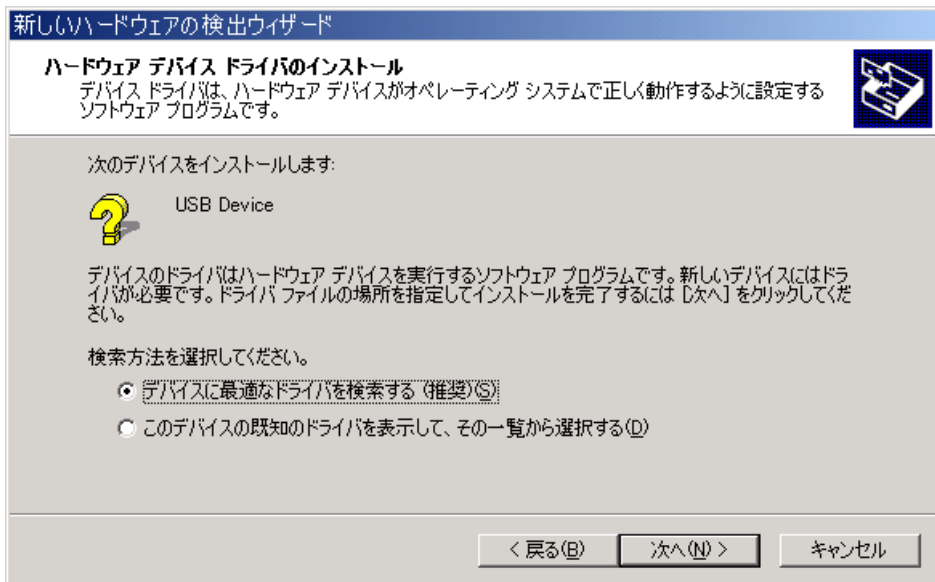 新しいハードウェアの検出ウィザード
ハードウェア デバイス ドライバのインストール
デバイス ドライバは、ハードウェア デバイスがオペレーティング システムで正しく動作するように設定する
ソフトウェア プログラムです。
次のデバイスをインストールします:
USB Device
デバイスのドライバはハードウェア デバイスを実行するソフトウェア プログラムです。新しいデバイスにはドラ
イバが必要です。ドライバ ファイルの場所を指定してインストールを完了するには [次へ] をクリックしてくだ
さい。
検索方法を選択してください。
デバイスに最適なドライバを検索する (推奨)(S)
このデバイスの既知のドライバを表示して、その一覧から選択する(D)
< 戻る(B) 次へ(N) > キャンセル